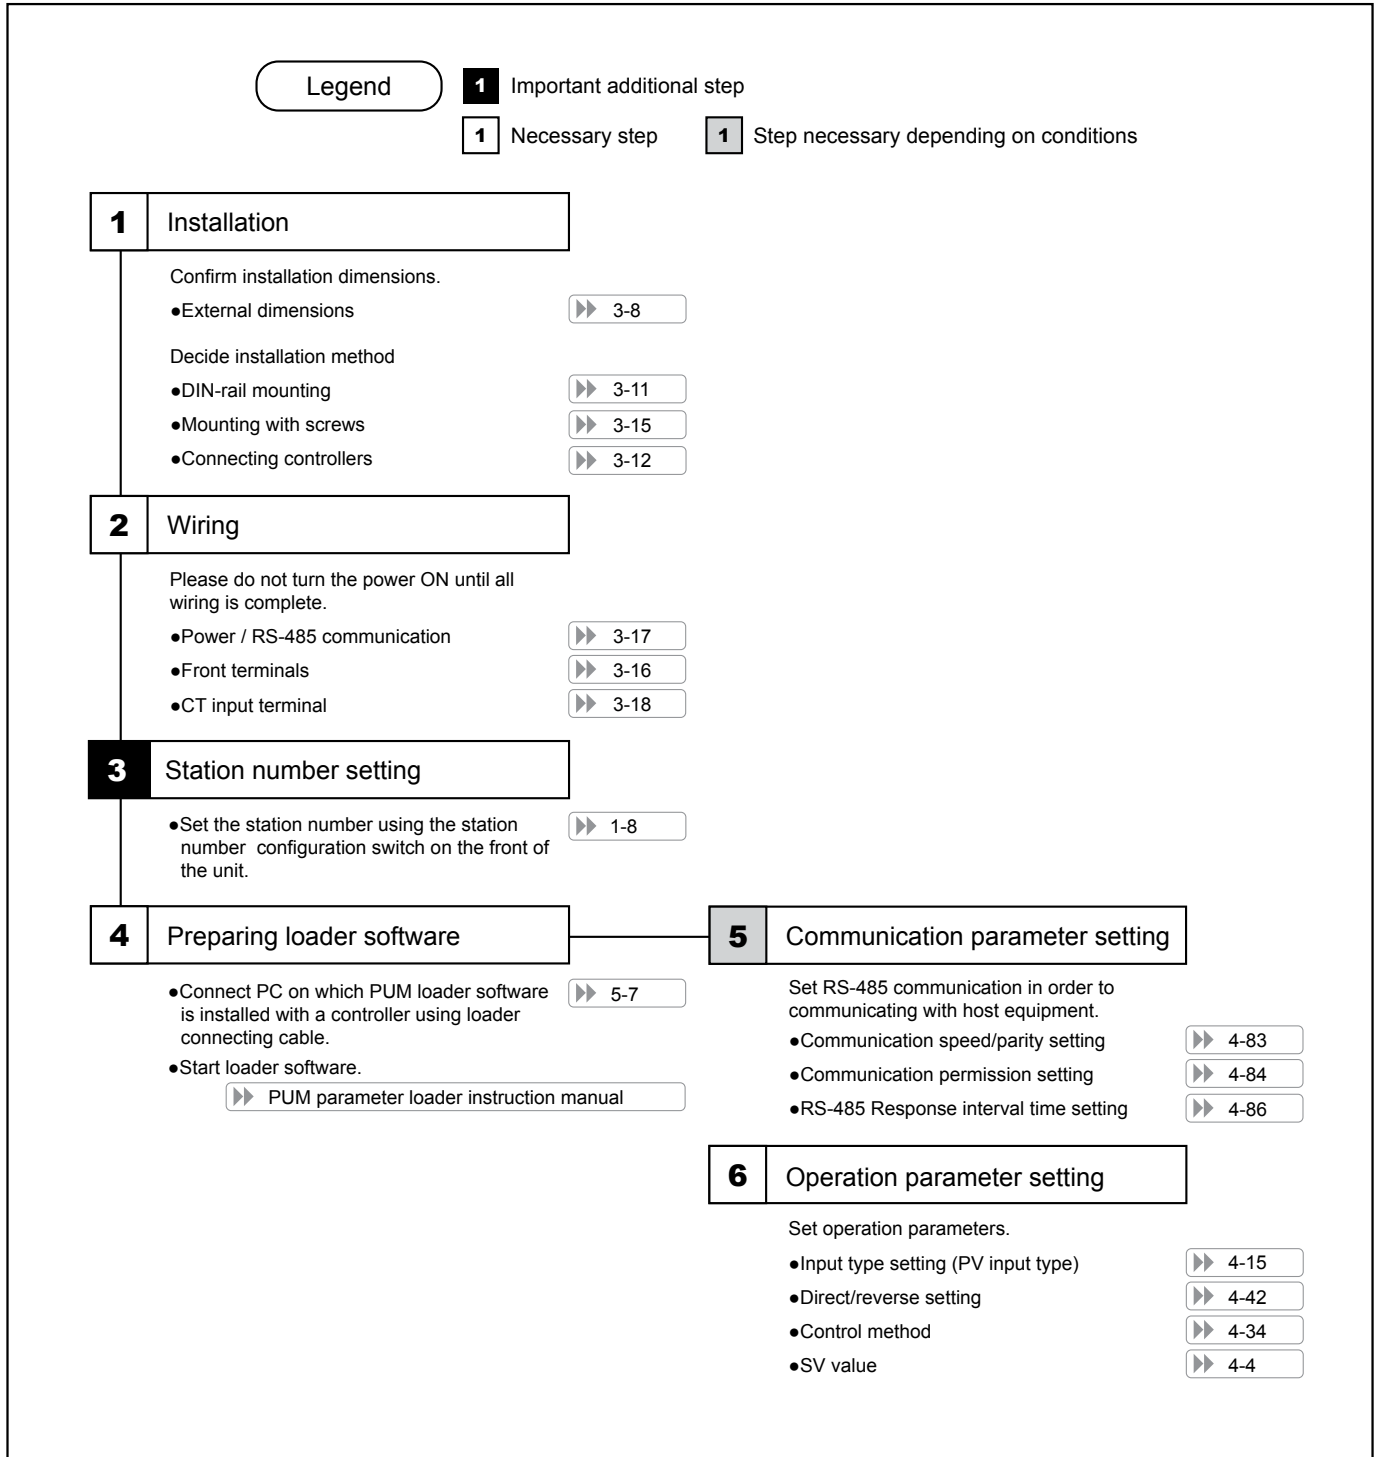 Legend
1 Important additional step
1 Necessary step
1 Step necessary depending on conditions
1 Installation
Confirm installation dimensions.
●External dimensions 3-8
Decide installation method
●DIN-rail mounting 3-11
●Mounting with screws 3-15
●Connecting controllers 3-12
2 Wiring
Please do not turn the power ON until all
wiring is complete.
●Power / RS-485 communication 3-17
●Front terminals 3-16
●CT input terminal 3-18
3 Station number setting
●Set the station number using the station 1-8
number  configuration switch on the front of
the unit.
4 Preparing loader software
●Connect PC on which PUM loader software 5-7
is installed with a controller using loader
connecting cable.
●Start loader software.
PUM parameter loader instruction manual
5 Communication parameter setting
Set RS-485 communication in order to
communicating with host equipment.
●Communication speed/parity setting 4-83
●Communication permission setting 4-84
●RS-485 Response interval time setting 4-86
6 Operation parameter setting
Set operation parameters.
●Input type setting (PV input type) 4-15
●Direct/reverse setting 4-42
●Control method 4-34
●SV value 4-4